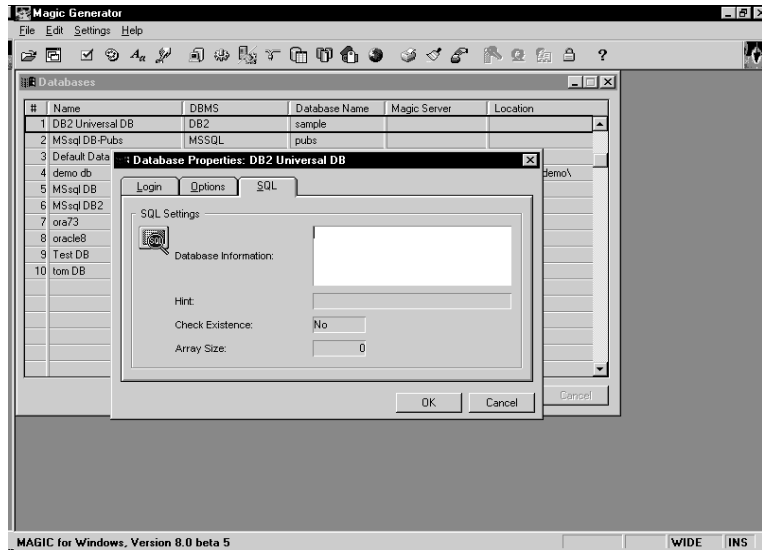 Magic Generator
File Edit Settings Help
Databases
# Name DBMS Database Name Magic Server Location
1 DB2 Universal DB DB2 sample
2 MSsql DB-Pubs MSSQL pubs
3 Default Data
4 demo db demo\
5 MSsql DB
6 MSsql DB2
7 ora73
8 oracle8
9 Test DB
10 tom DB
Database Properties: DB2 Universal DB
Login Options SQL
SQL Settings
SQL
Database Information:
Hint:
Check Existence: No
Array Size: 0
OK Cancel
Cancel
MAGIC for Windows, Version 8.0 beta 5 WIDE INS